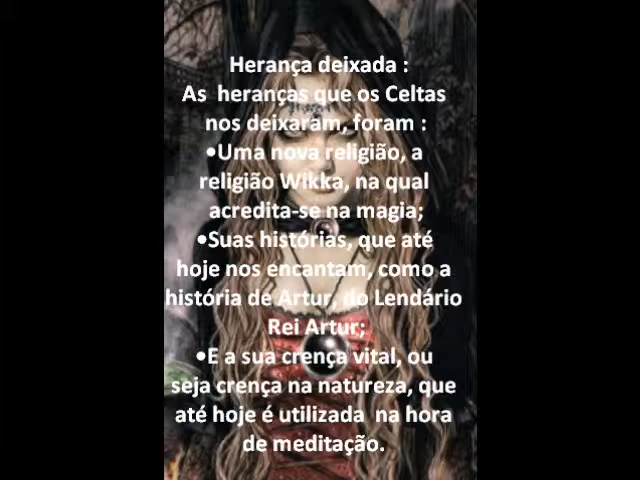 Herança deixada :
As heranças que os Celtas
nos deixaram, foram :
•Uma nova religião, a
religião Wikka, na qual
acredita-se na magia;
•Suas histórias, que até
hoje nos encantam, como a
história de Artur, do Lendário
Rei Artur;
•E a sua crença vital, ou
seja crença na natureza, que
até hoje é utilizada na hora
de meditação.